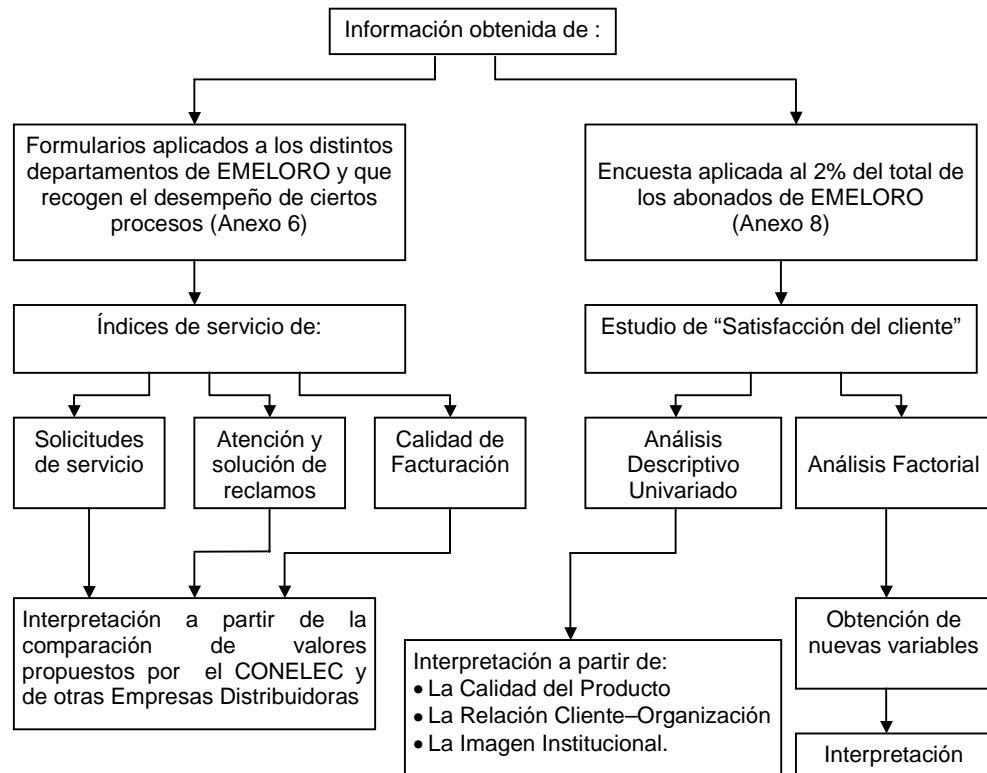 Información obtenida de :
Formularios aplicados a los distintos
departamentos de EMELORO y que
recogen el desempeño de ciertos
procesos (Anexo 6)
Encuesta aplicada al 2% del total de
los abonados de EMELORO
(Anexo 8)
Índices de servicio de:
Estudio de “Satisfacción del cliente”
Solicitudes
de servicio
Atención y
solución de
reclamos
Calidad de
Facturación
Análisis
Descriptivo
Univariado
Análisis Factorial
Interpretación a partir de la
comparación de valores
propuestos por el CONELEC y
de otras Empresas Distribuidoras
Interpretación a partir de:
• La Calidad del Producto
• La Relación Cliente–Organización
• La Imagen Institucional.
Obtención de
nuevas variables
Interpretación